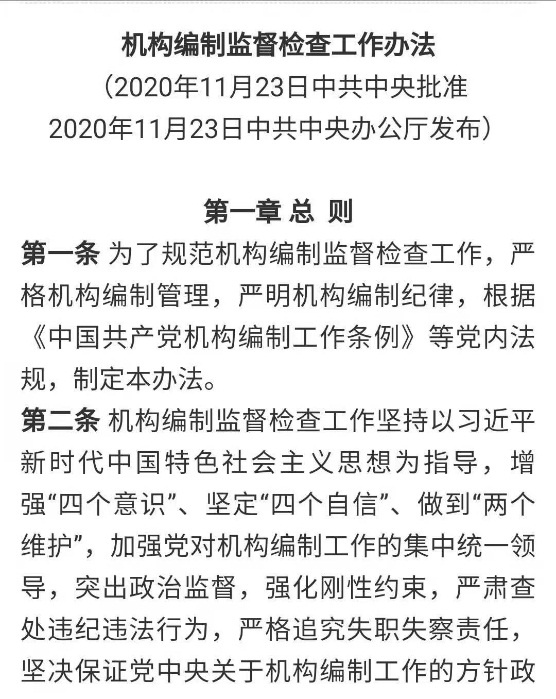 机构编制监督检查工作办法
（2020年11月23日中共中央批准
2020年11月23日中共中央办公厅发布）
第一章 总 则
第一条 为了规范机构编制监督检查工作，严
格机构编制管理，严明机构编制纪律，根据
《中国共产党机构编制工作条例》等党内法
规，制定本办法。
第二条 机构编制监督检查工作坚持以习近平
新时代中国特色社会主义思想为指导，增
强“四个意识”、坚定“四个自信”、做到“两个
维护”，加强党对机构编制工作的集中统一领
导，突出政治监督，强化刚性约束，严肃查
处违纪违法行为，严格追究失职失察责任，
坚决保证党中央关于机构编制工作的方针政